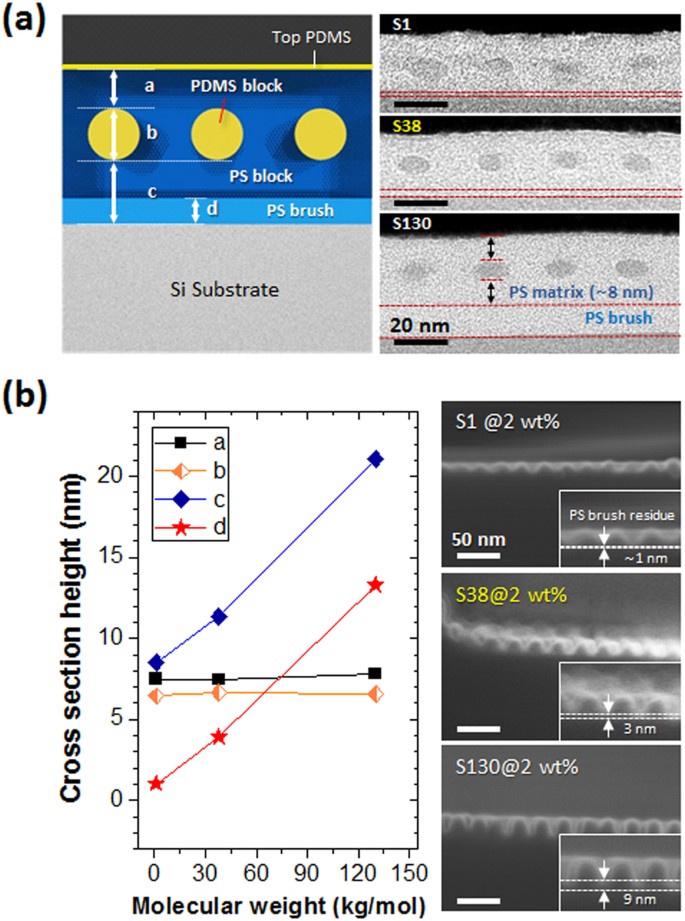 (a)
Top PDMS
a
PDMS block
b
PS block
c
d
PS brush
Si Substrate
S1
S38
S130
PS matrix (~8 nm)
PS brush
20 nm
(b)
Cross section height (nm)
20
15
10
5
0
a
b
c
d
0 30 60 90 120 150
Molecular weight (kg/mol)
S1 @2 wt%
PS brush residue
50 nm
~1 nm
S38@2 wt%
3 nm
S130@2 wt%
9 nm